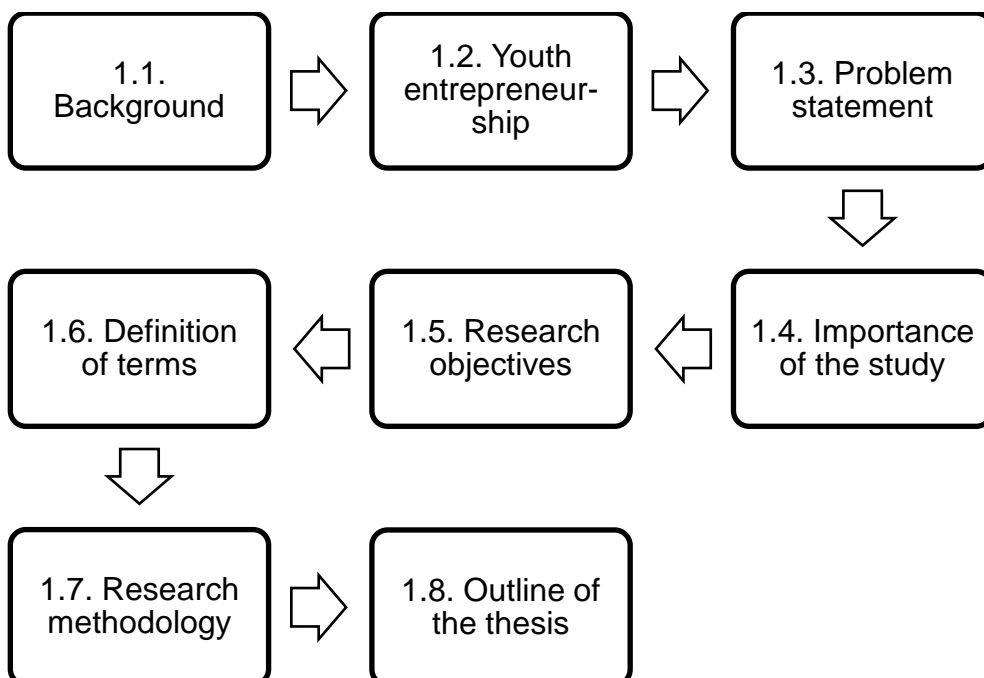 1.1.
Background
1.2. Youth
entrepreneur-
ship
1.3. Problem
statement
1.4. Importance
of the study
1.5. Research
objectives
1.6. Definition
of terms
1.7. Research
methodology
1.8. Outline of
the thesis